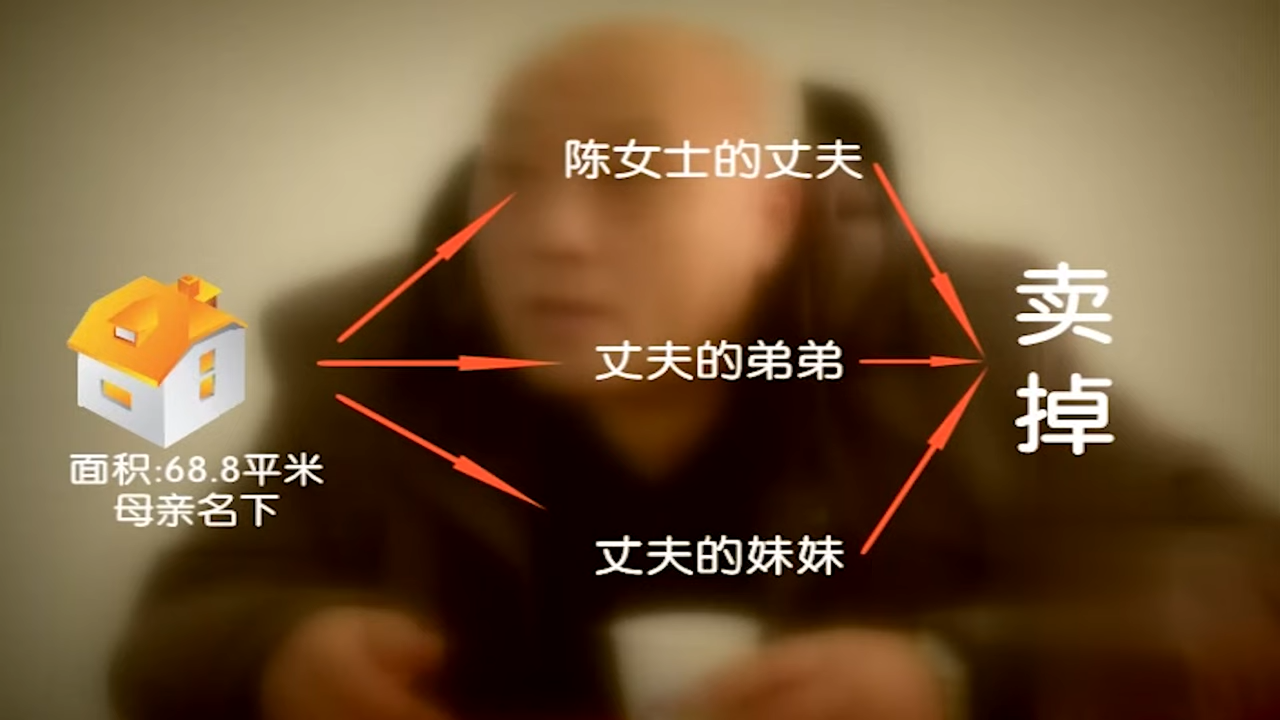 陈女士的丈夫
丈夫的弟弟
丈夫的妹妹
面积:68.8平米
母亲名下
卖
掉